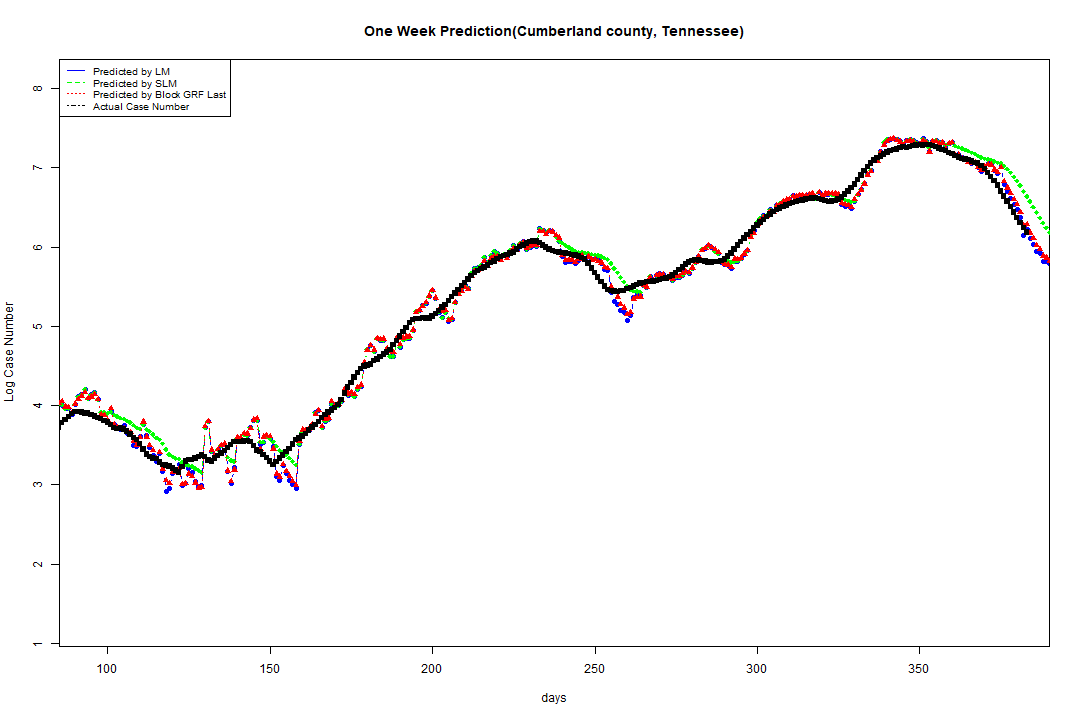 One Week Prediction(Cumberland county, Tennessee)
Predicted by LM
Predicted by SLM
Predicted by Block GRF Last
Actual Case Number
8
7
6
5
4
3
2
1
Log Case Number
100 150 200 250 300 350
days